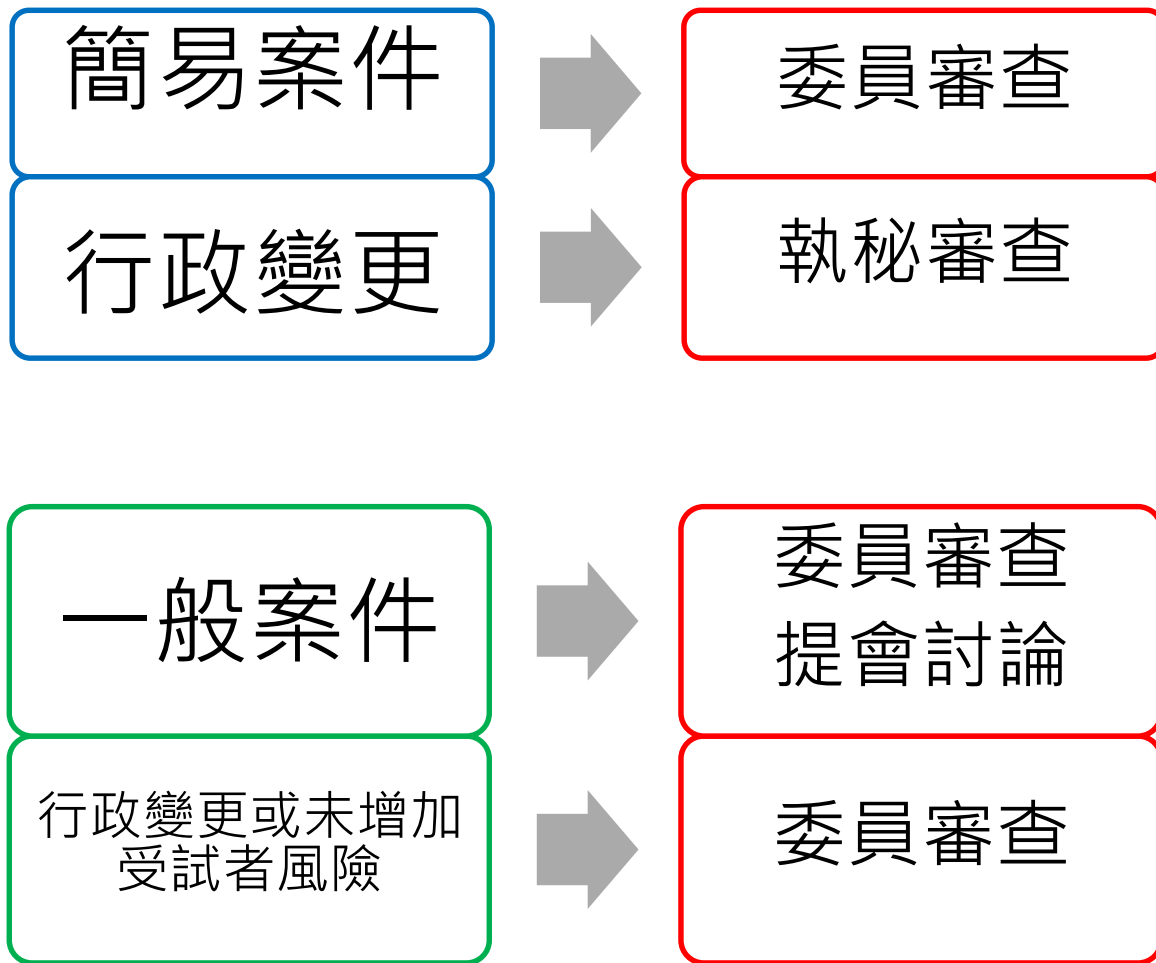 簡易案件
委員審查
行政變更
執秘審查
一般案件
委員審查
提會討論
行政變更或未增加
受試者風險
委員審查